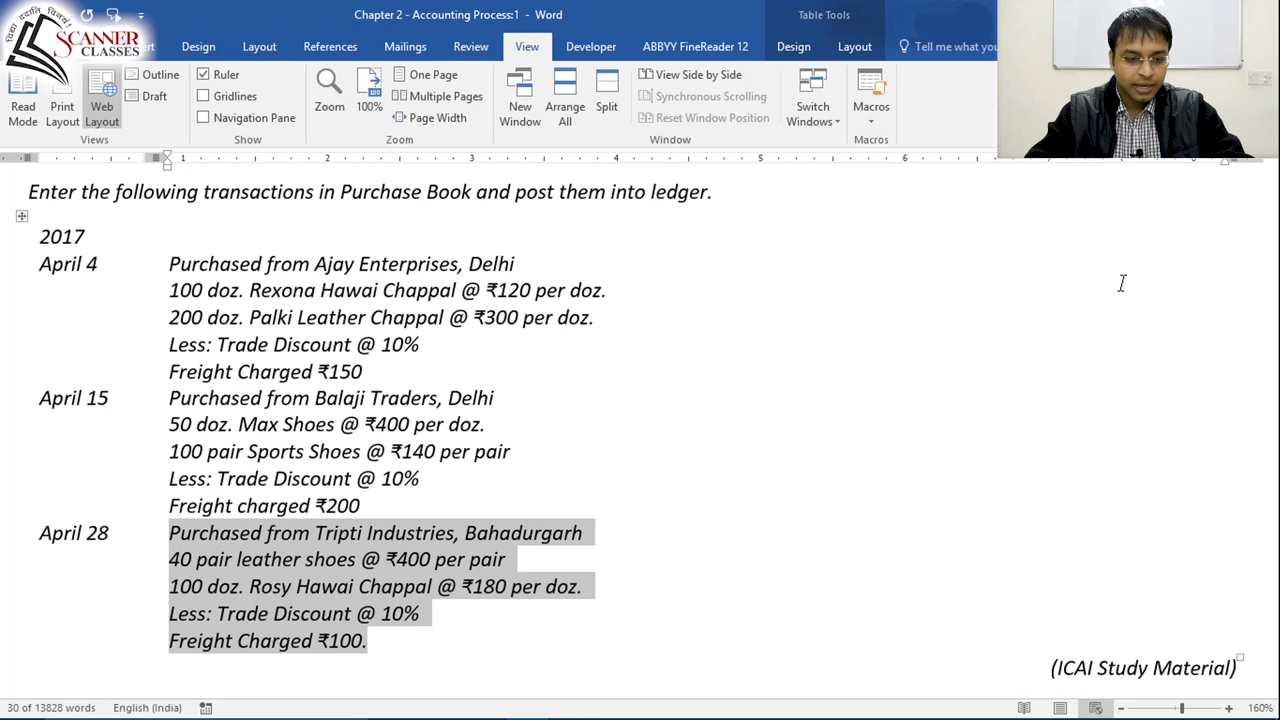 विद्या ददाति विनयं।
SCANNER
CLASSES
Chapter 2 - Accounting Process:1 - Word
Table Tools
Design
Layout
References
Mailings
Review
View
Developer
ABBYY FineReader 12
Design
Layout
Tell me what you
Read Mode
Print Layout
Web Layout
Outline
Draft
Views
Ruler
Gridlines
Navigation Pane
Show
Zoom
100%
One Page
Multiple Pages
Page Width
Zoom
New Window
Arrange All
Split
View Side by Side
Synchronous Scrolling
Reset Window Position
Window
Switch Windows
Macros
Macros
1 2 3 4 5 6
Enter the following transactions in Purchase Book and post them into ledger.
2017
April 4 Purchased from Ajay Enterprises, Delhi
100 doz. Rexona Hawai Chappal @ ₹120 per doz.
200 doz. Palki Leather Chappal @ ₹300 per doz.
Less: Trade Discount @ 10%
Freight Charged ₹150
April 15 Purchased from Balaji Traders, Delhi
50 doz. Max Shoes @ ₹400 per doz.
100 pair Sports Shoes @ ₹140 per pair
Less: Trade Discount @ 10%
Freight charged ₹200
April 28 Purchased from Tripti Industries, Bahadurgarh
40 pair leather shoes @ ₹400 per pair
100 doz. Rosy Hawai Chappal @ ₹180 per doz.
Less: Trade Discount @ 10%
Freight Charged ₹100.
(ICAI Study Material)
30 of 13828 words
English (India)
160%